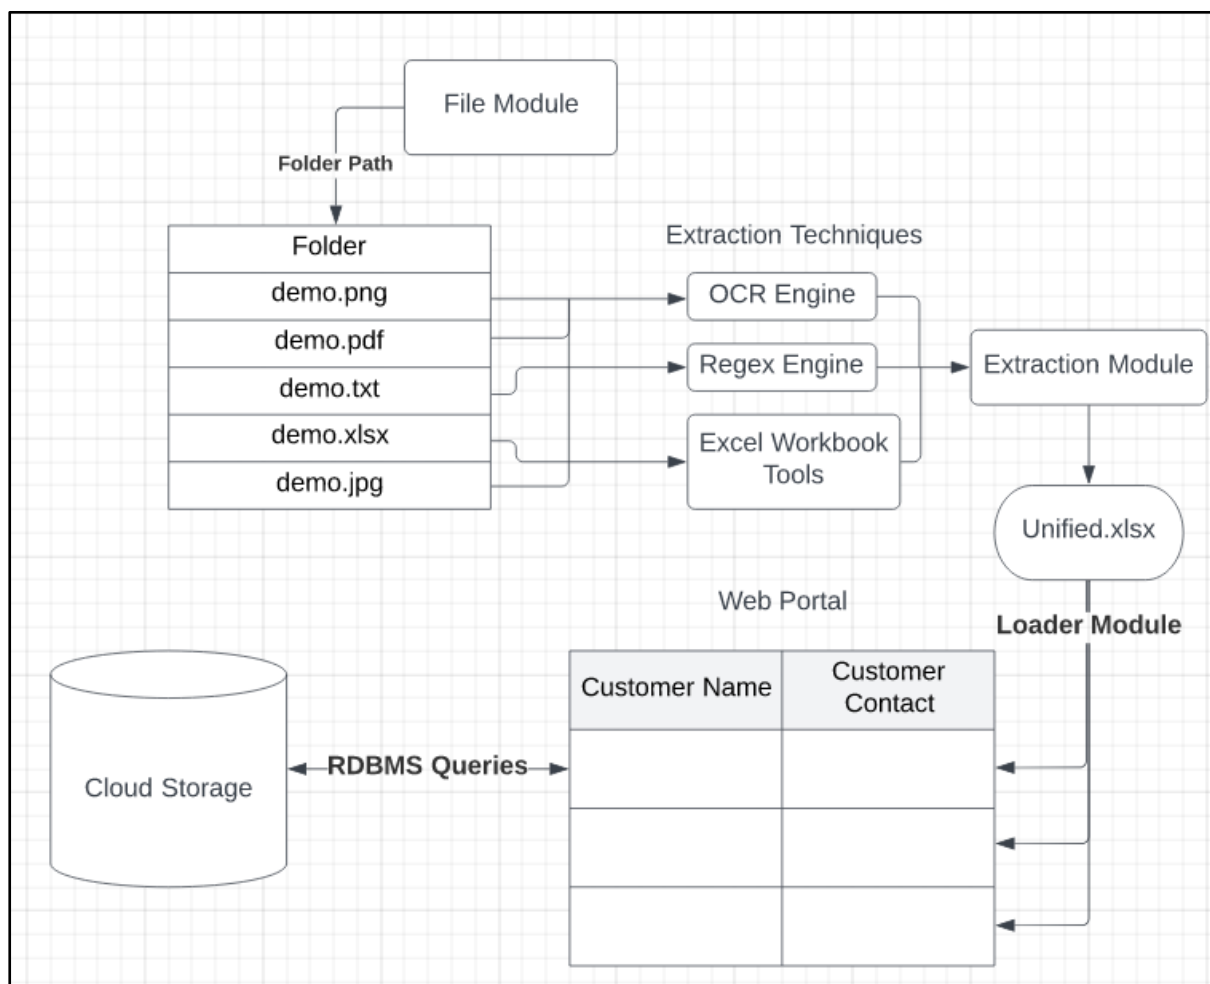 File Module
Folder Path
Folder
demo.png
demo.pdf
demo.txt
demo.xlsx
demo.jpg
Extraction Techniques
OCR Engine
Regex Engine
Excel Workbook
Tools
Extraction Module
Unified.xlsx
Loader Module
Web Portal
Customer Name
Customer
Contact
RDBMS Queries
Cloud Storage